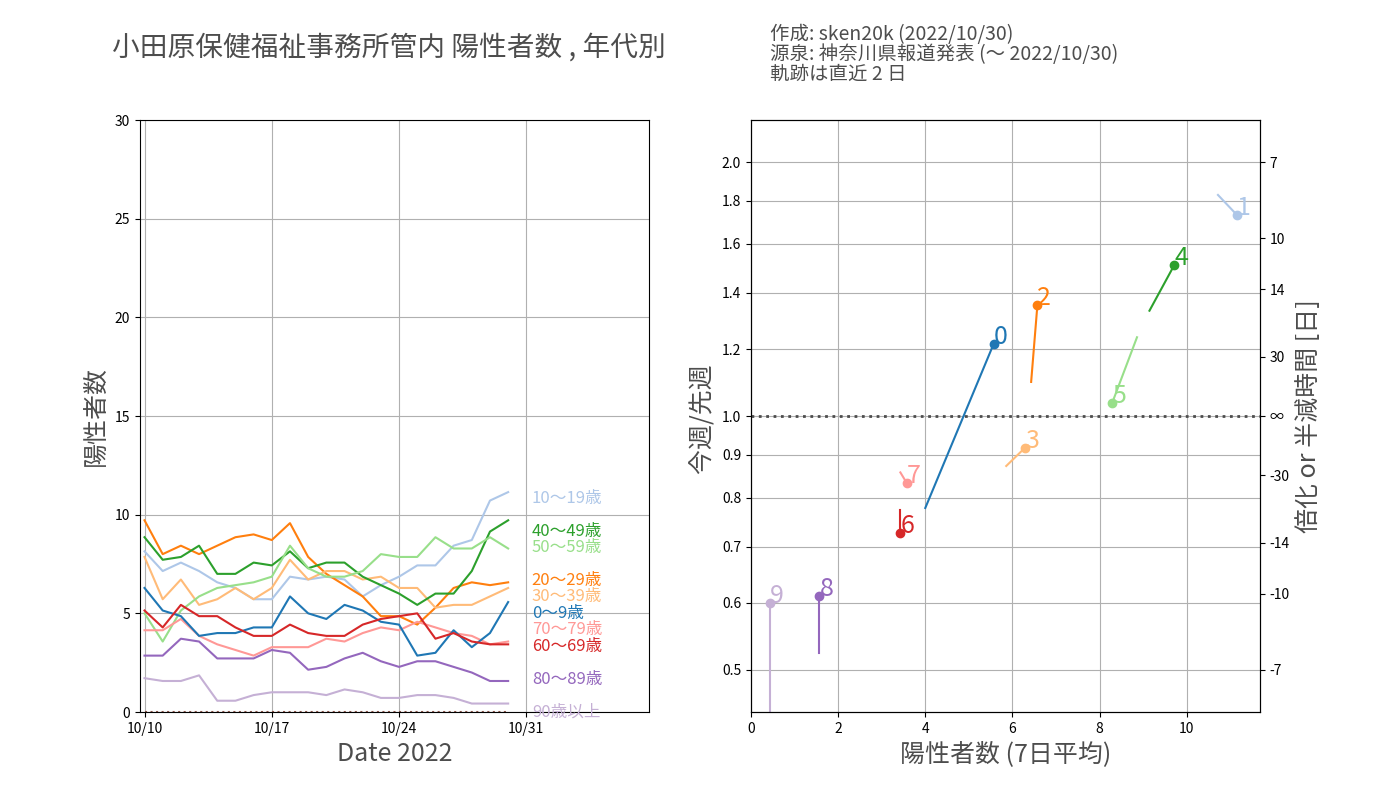 小田原保健福祉事務所管内 陽性者数 , 年代別
作成: sken20k (2022/10/30)
源泉: 神奈川県報道発表 (～ 2022/10/30)
軌跡は直近 2 日
陽性者数
30
25
20
15
10
5
0
10/10
10/17
10/24
10/31
Date 2022
10～19歳
40～49歳
50～59歳
20～29歳
30～39歳
0～9歳
70～79歳
60～69歳
80～89歳
90歳以上
今週/先週
2.0
1.8
1.6
1.4
1.2
1.0
0.9
0.8
0.7
0.6
0.5
0
2
4
6
8
10
陽性者数 (7日平均)
1
4
2
0
5
3
7
6
8
9
7
10
14
30
∞
-30
-14
-10
-7
倍化 or 半減時間 [日]